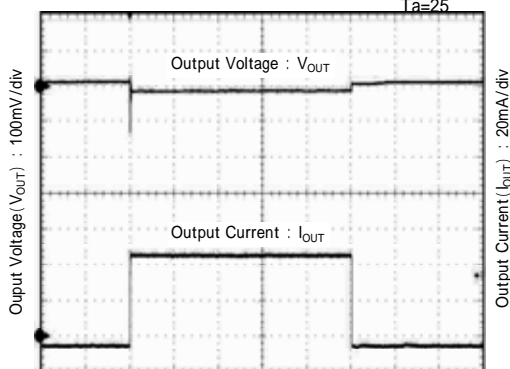 Ta=25
Output Voltage : VOUT
Ouput Voltage(VOUT) : 100mV/div
Output Current(IOUT) : 20mA/div
Output Current : IOUT